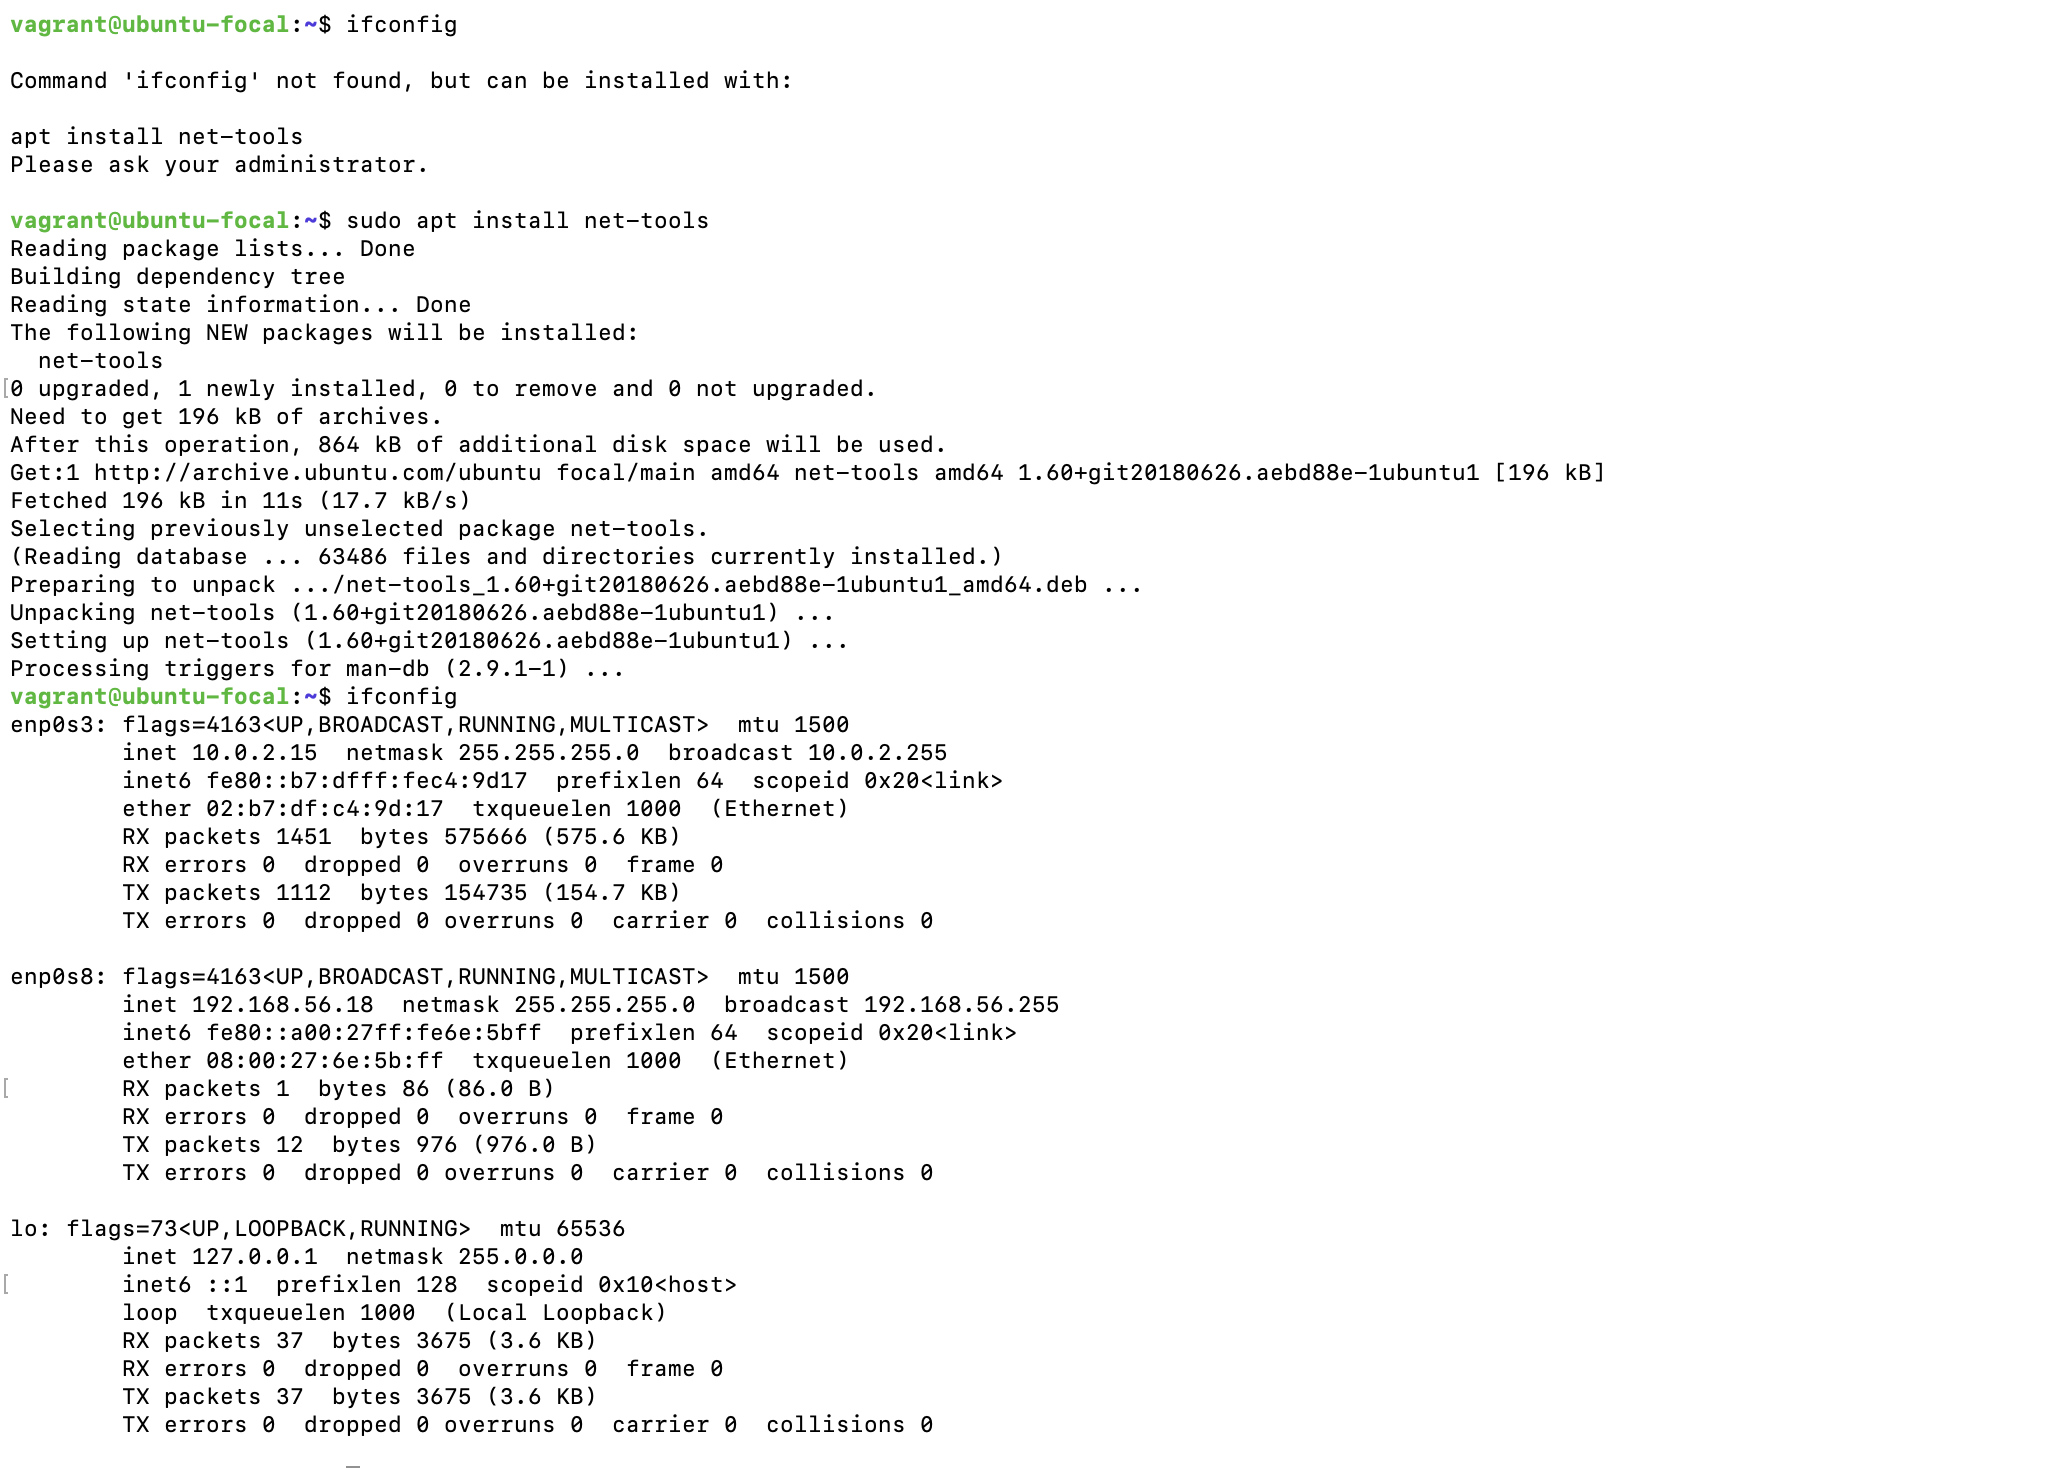 vagrant@ubuntu-focal:~$ ifconfig
Command 'ifconfig' not found, but can be installed with:
apt install net-tools
Please ask your administrator.
vagrant@ubuntu-focal:~$ sudo apt install net-tools
Reading package lists... Done
Building dependency tree
Reading state information... Done
The following NEW packages will be installed:
  net-tools
[0 upgraded, 1 newly installed, 0 to remove and 0 not upgraded.
Need to get 196 kB of archives.
After this operation, 864 kB of additional disk space will be used.
Get:1 http://archive.ubuntu.com/ubuntu focal/main amd64 net-tools amd64 1.60+git20180626.aebd88e-1ubuntu1 [196 kB]
Fetched 196 kB in 11s (17.7 kB/s)
Selecting previously unselected package net-tools.
(Reading database ... 63486 files and directories currently installed.)
Preparing to unpack .../net-tools_1.60+git20180626.aebd88e-1ubuntu1_amd64.deb ...
Unpacking net-tools (1.60+git20180626.aebd88e-1ubuntu1) ...
Setting up net-tools (1.60+git20180626.aebd88e-1ubuntu1) ...
Processing triggers for man-db (2.9.1-1) ...
vagrant@ubuntu-focal:~$ ifconfig
enp0s3: flags=4163<UP,BROADCAST,RUNNING,MULTICAST>  mtu 1500
        inet 10.0.2.15  netmask 255.255.255.0  broadcast 10.0.2.255
        inet6 fe80::b7:dfff:fec4:9d17  prefixlen 64  scopeid 0x20<link>
        ether 02:b7:df:c4:9d:17  txqueuelen 1000  (Ethernet)
        RX packets 1451  bytes 575666 (575.6 KB)
        RX errors 0  dropped 0  overruns 0  frame 0
        TX packets 1112  bytes 154735 (154.7 KB)
        TX errors 0  dropped 0 overruns 0  carrier 0  collisions 0
enp0s8: flags=4163<UP,BROADCAST,RUNNING,MULTICAST>  mtu 1500
        inet 192.168.56.18  netmask 255.255.255.0  broadcast 192.168.56.255
        inet6 fe80::a00:27ff:fe6e:5bff  prefixlen 64  scopeid 0x20<link>
        ether 08:00:27:6e:5b:ff  txqueuelen 1000  (Ethernet)
[       RX packets 1  bytes 86 (86.0 B)
        RX errors 0  dropped 0  overruns 0  frame 0
        TX packets 12  bytes 976 (976.0 B)
        TX errors 0  dropped 0 overruns 0  carrier 0  collisions 0
lo: flags=73<UP,LOOPBACK,RUNNING>  mtu 65536
        inet 127.0.0.1  netmask 255.0.0.0
[       inet6 ::1  prefixlen 128  scopeid 0x10<host>
        loop  txqueuelen 1000  (Local Loopback)
        RX packets 37  bytes 3675 (3.6 KB)
        RX errors 0  dropped 0  overruns 0  frame 0
        TX packets 37  bytes 3675 (3.6 KB)
        TX errors 0  dropped 0 overruns 0  carrier 0  collisions 0